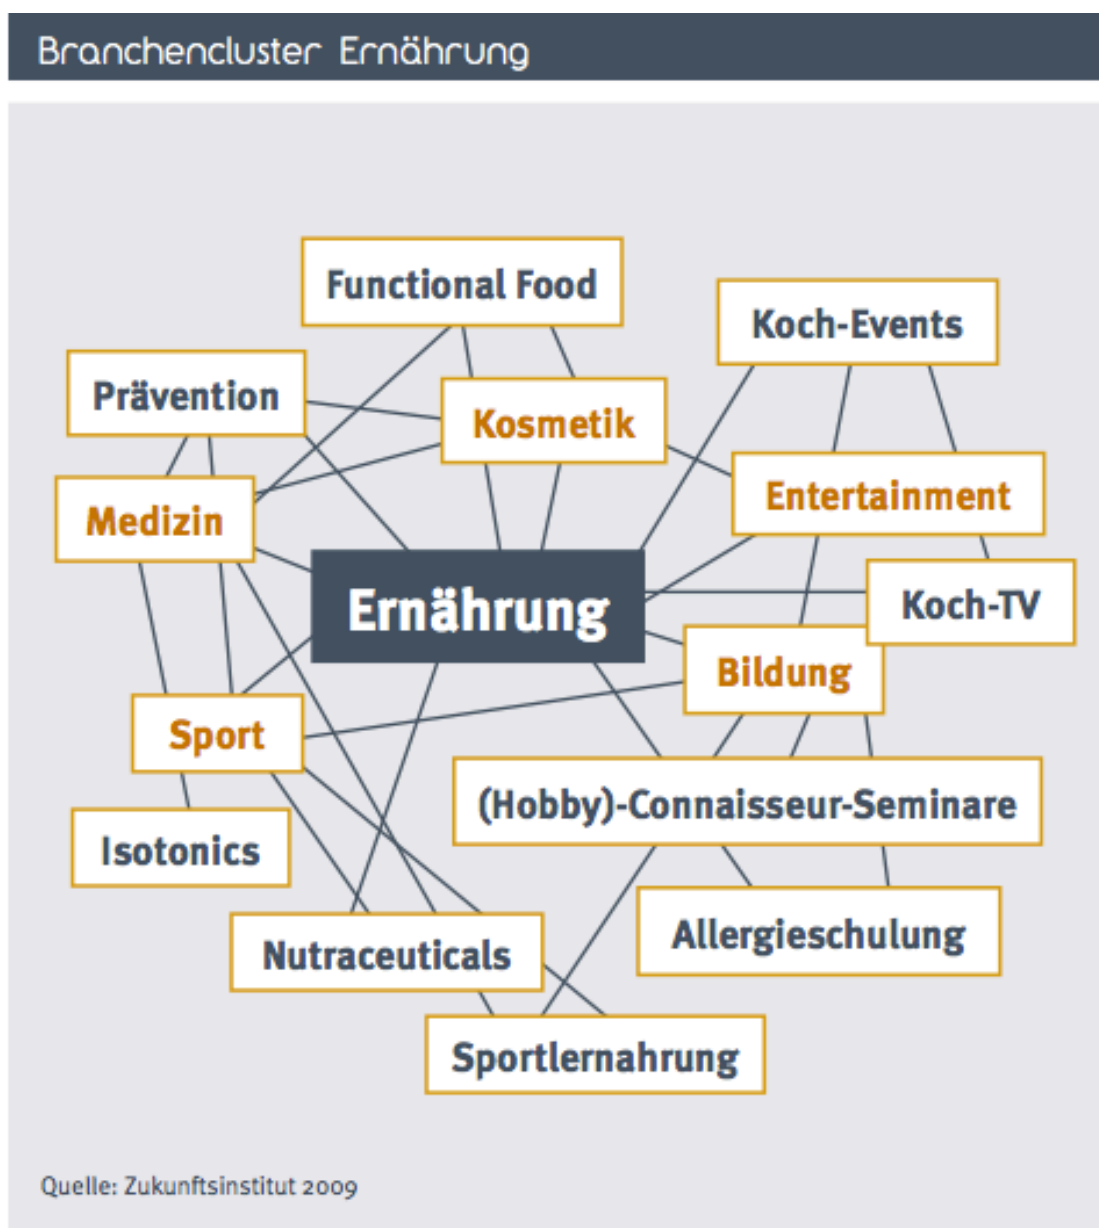 Branchencluster Ernährung
Functional Food
Koch-Events
Prävention
Kosmetik
Medizin
Entertainment
Ernährung
Koch-TV
Bildung
Sport
(Hobby)-Connaisseur-Seminare
Isotonics
Allergieschulung
Nutraceuticals
Sportlernahrung
Quelle: Zukunftsinstitut 2009